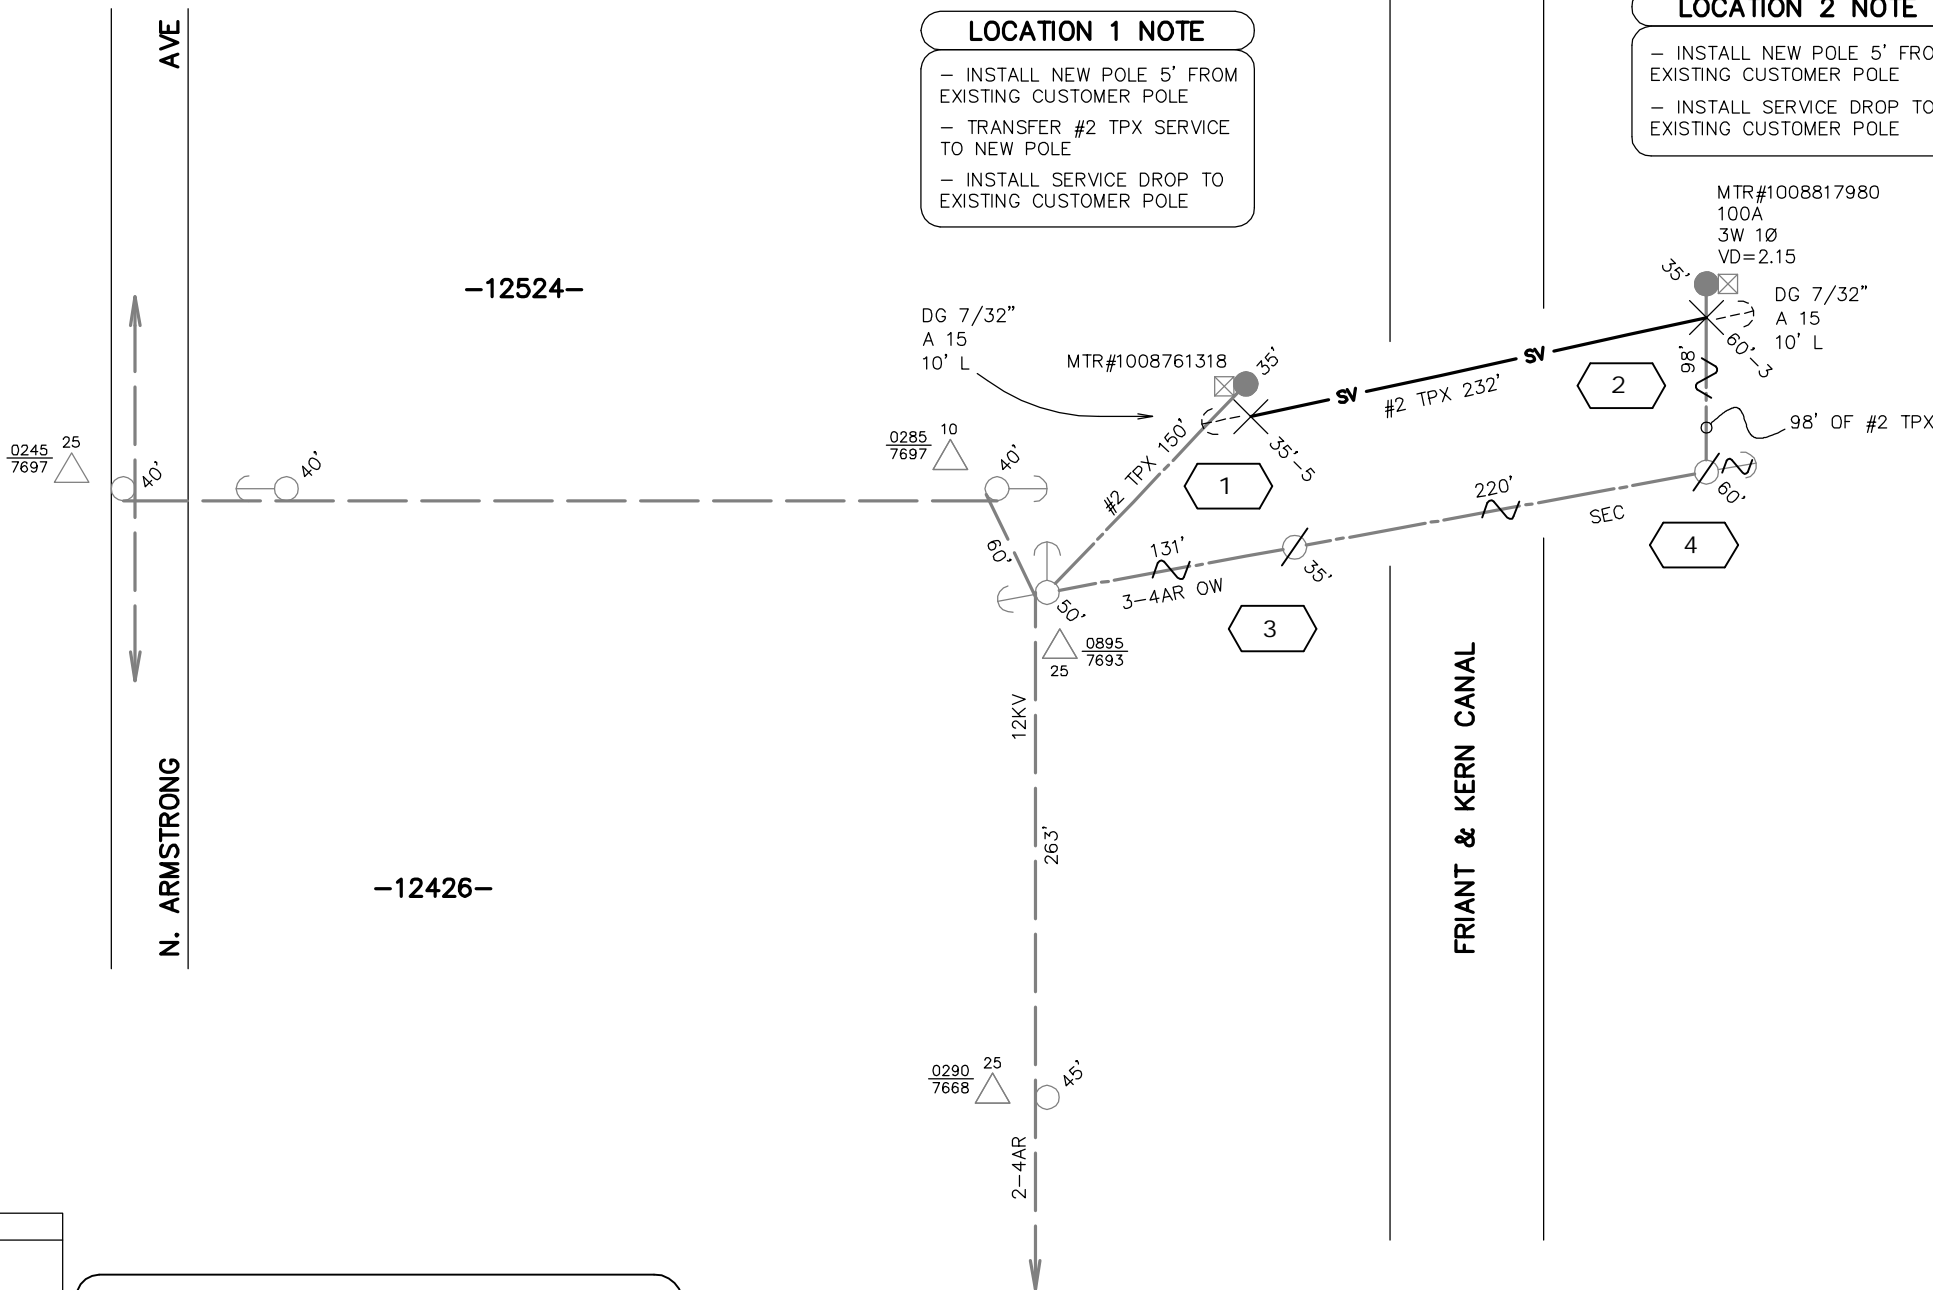 AVE
LOCATION 1 NOTE
– INSTALL NEW POLE 5' FROM
EXISTING CUSTOMER POLE
– TRANSFER #2 TPX SERVICE
TO NEW POLE
– INSTALL SERVICE DROP TO
EXISTING CUSTOMER POLE
LOCATION 2 NOTE
– INSTALL NEW POLE 5' FRO
EXISTING CUSTOMER POLE
– INSTALL SERVICE DROP TO
EXISTING CUSTOMER POLE
MTR#1008817980
100A
3W 1Ø
VD=2.15
35'
DG 7/32"
A 15
10' L
60'-3
98'
98' OF #2 TPX
–12524–
DG 7/32"
A 15
10' L
MTR#1008761318
35'
SV
SV
#2 TPX 232'
2
35'-5
#2 TPX 150'
1
0245
7697
25
40'
40'
0285
7697
10
40'
60'
50'
131'
3-4AR OW
35'
220'
SEC
60'
4
3
0895
7693
25
12KV
263'
N. ARMSTRONG
–12426–
FRIANT & KERN CANAL
0290
7668
25
45'
2-4AR